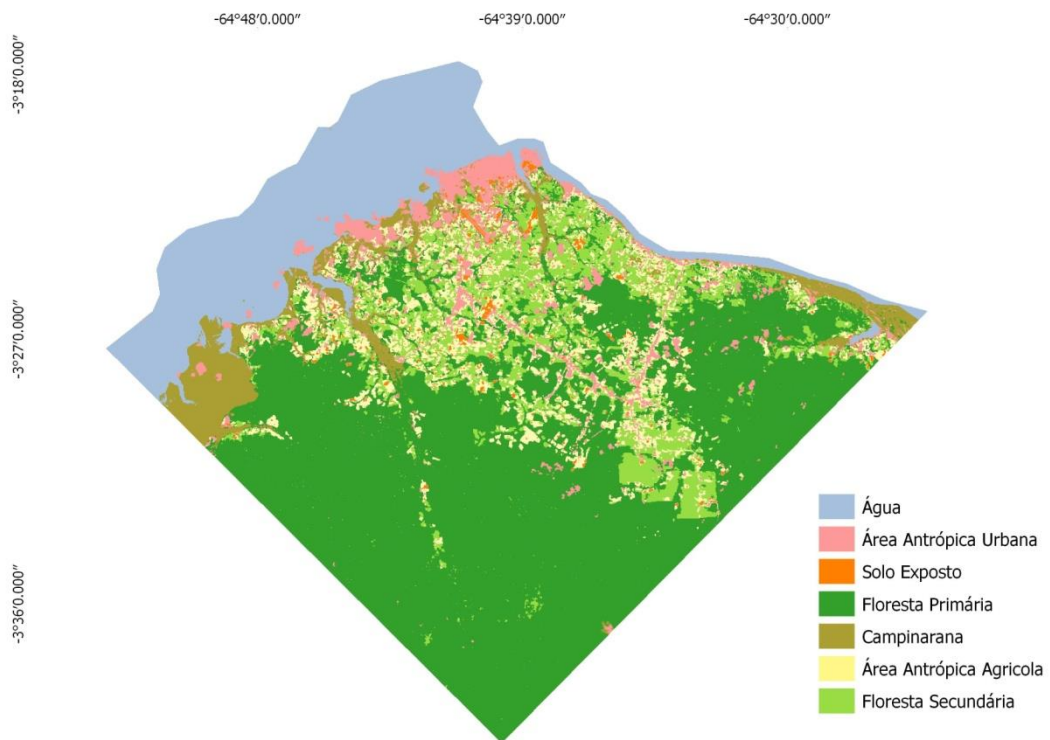 -64°48′0.000″
-64°39′0.000″
-64°30′0.000″
-3°18′0.000″
-3°27′0.000″
-3°36′0.000″
Água
Área Antrópica Urbana
Solo Exposto
Floresta Primária
Campinarana
Área Antrópica Agricola
Floresta Secundária